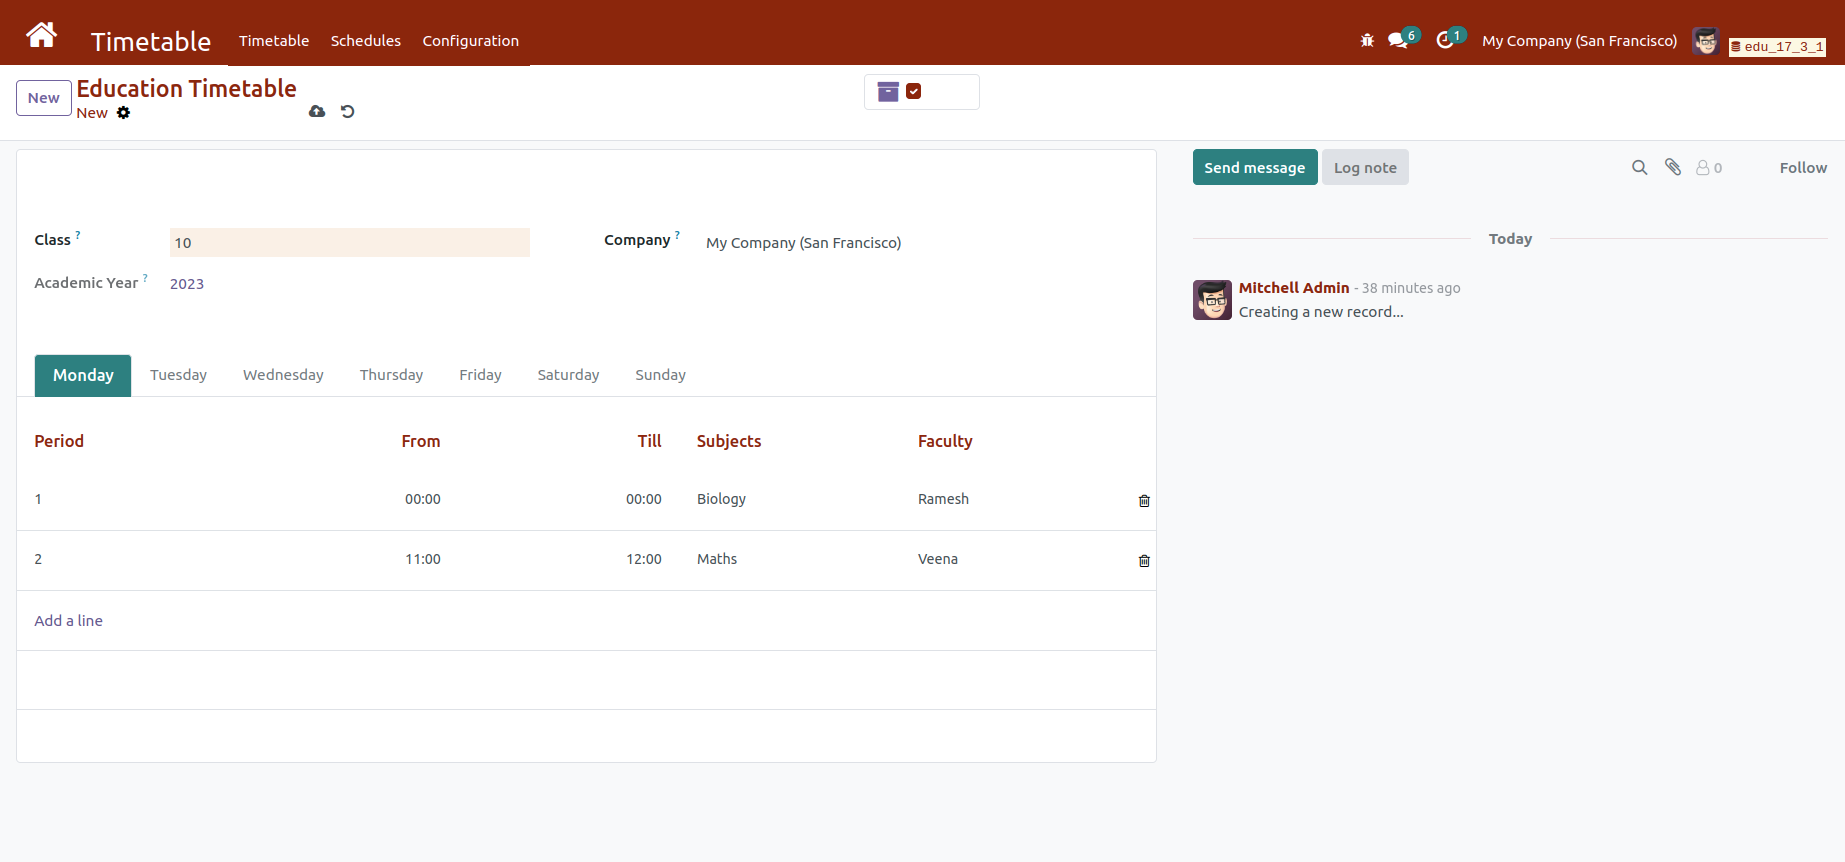 Timetable Timetable Schedules Configuration 6 1 My Company (San Francisco) edu_17_3_1
New Education Timetable
New
Send message Log note 0 Follow
Class ? 10 Company ? My Company (San Francisco)
Academic Year ? 2023
Today
Mitchell Admin - 38 minutes ago
Creating a new record...
Monday Tuesday Wednesday Thursday Friday Saturday Sunday
Period From Till Subjects Faculty
1 00:00 00:00 Biology Ramesh
2 11:00 12:00 Maths Veena
Add a line